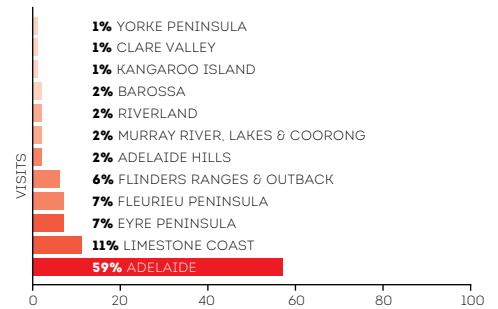 1% YORKE PENINSULA
1% CLARE VALLEY
1% KANGAROO ISLAND
2% BAROSSA
2% RIVERLAND
2% MURRAY RIVER, LAKES & COORONG
2% ADELAIDE HILLS
6% FLINDERS RANGES & OUTBACK
7% FLEURIEU PENINSULA
7% EYRE PENINSULA
11% LIMESTONE COAST
59% ADELAIDE
VISITS
0 20 40 60 80 100